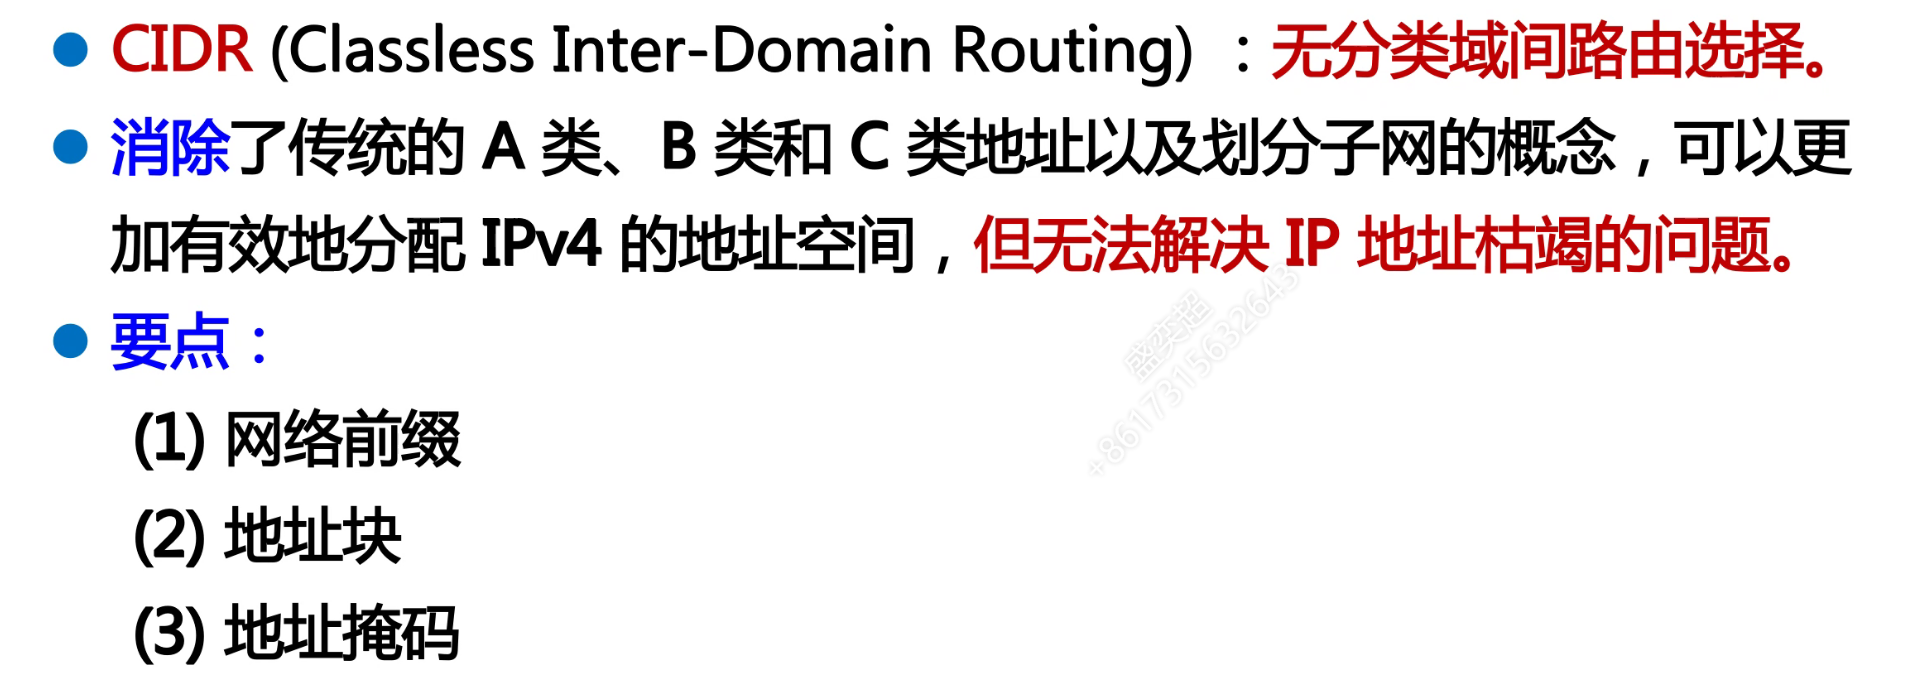 CIDR (Classless Inter-Domain Routing) ：无分类域间路由选择。
消除了传统的 A 类、B 类和 C 类地址以及划分子网的概念，可以更
加有效地分配 IPv4 的地址空间，但无法解决 IP 地址枯竭的问题。
盛奕超
+8617315632643
要点：
(1) 网络前缀
(2) 地址块
(3) 地址掩码